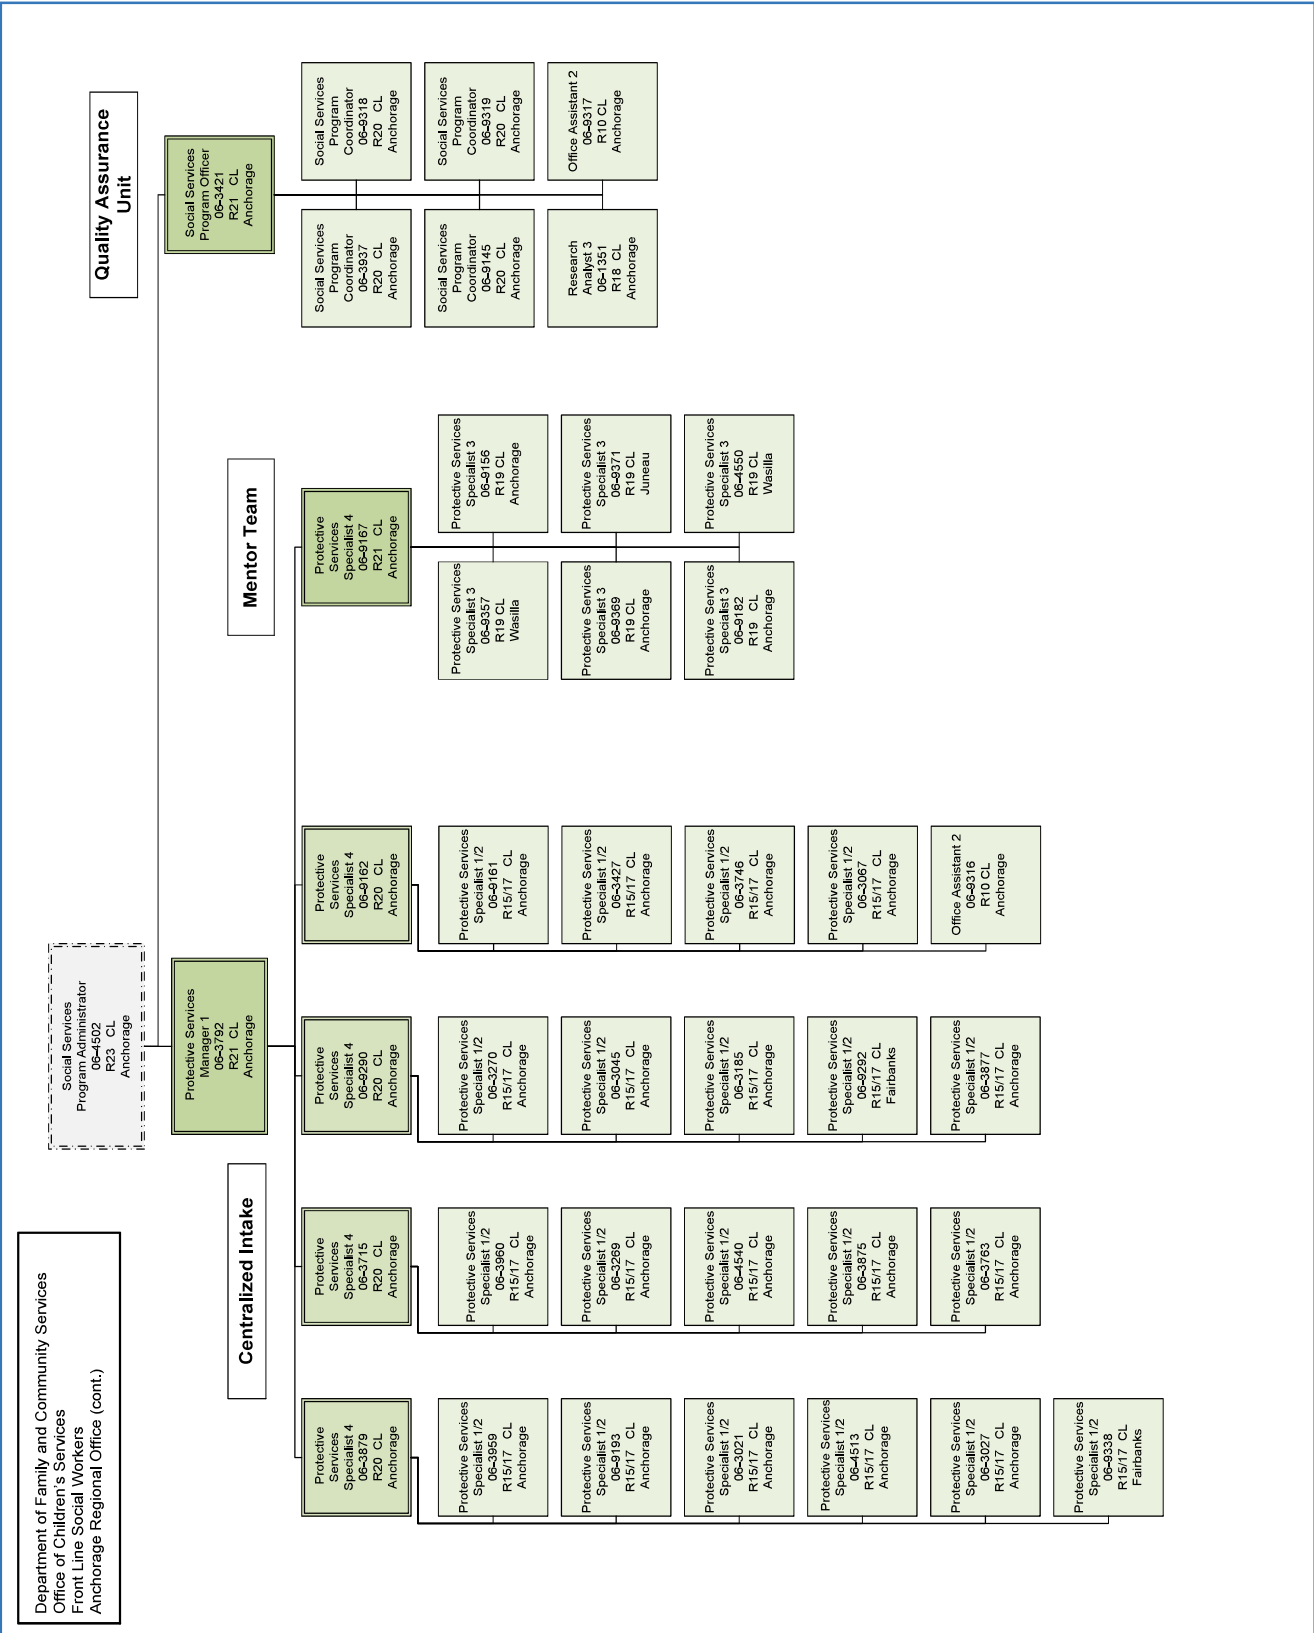 Department of Family and Community Services
Office of Children's Services
Front Line Social Workers
Anchorage Regional Office (cont.)
Social Services
Program Administrator
06-4502
R23 CL
Anchorage
Protective Services
Manager 1
06-3792
R21 CL
Anchorage
Centralized Intake
Protective
Services
Specialist 4
06-3879
R20 CL
Anchorage
Protective Services
Specialist 1/2
06-3959
R15/17 CL
Anchorage
Protective Services
Specialist 1/2
06-9193
R15/17 CL
Anchorage
Protective Services
Specialist 1/2
06-3021
R15/17 CL
Anchorage
Protective Services
Specialist 1/2
06-4513
R15/17 CL
Anchorage
Protective Services
Specialist 1/2
06-3027
R15/17 CL
Anchorage
Protective Services
Specialist 1/2
06-9338
R15/17 CL
Fairbanks
Protective
Services
Specialist 4
06-3715
R20 CL
Anchorage
Protective Services
Specialist 1/2
06-3960
R15/17 CL
Anchorage
Protective Services
Specialist 1/2
06-3269
R15/17 CL
Anchorage
Protective Services
Specialist 1/2
06-4540
R15/17 CL
Anchorage
Protective Services
Specialist 1/2
06-3875
R15/17 CL
Anchorage
Protective Services
Specialist 1/2
06-3763
R15/17 CL
Anchorage
Protective
Services
Specialist 4
06-9290
R20 CL
Anchorage
Protective Services
Specialist 1/2
06-3270
R15/17 CL
Anchorage
Protective Services
Specialist 1/2
06-3045
R15/17 CL
Anchorage
Protective Services
Specialist 1/2
06-3185
R15/17 CL
Anchorage
Protective Services
Specialist 1/2
06-9292
R15/17 CL
Fairbanks
Protective Services
Specialist 1/2
06-3877
R15/17 CL
Anchorage
Protective
Services
Specialist 4
06-9162
R20 CL
Anchorage
Protective Services
Specialist 1/2
06-9161
R15/17 CL
Anchorage
Protective Services
Specialist 1/2
06-3427
R15/17 CL
Anchorage
Protective Services
Specialist 1/2
06-3746
R15/17 CL
Anchorage
Protective Services
Specialist 1/2
06-3067
R15/17 CL
Anchorage
Office Assistant 2
06-9316
R10 CL
Anchorage
Mentor Team
Protective
Services
Specialist 4
06-9167
R21 CL
Anchorage
Protective Services
Specialist 3
06-9357
R19 CL
Wasilla
Protective Services
Specialist 3
06-9156
R19 CL
Anchorage
Protective Services
Specialist 3
06-9369
R19 CL
Anchorage
Protective Services
Specialist 3
06-9371
R19 CL
Juneau
Protective Services
Specialist 3
06-9182
R19 CL
Anchorage
Protective Services
Specialist 3
06-4550
R19 CL
Wasilla
Quality Assurance
Unit
Social Services
Program Officer
06-3421
R21 CL
Anchorage
Social Services
Program
Coordinator
06-3937
R20 CL
Anchorage
Social Services
Program
Coordinator
06-9318
R20 CL
Anchorage
Social Services
Program
Coordinator
06-9145
R20 CL
Anchorage
Social Services
Program
Coordinator
06-9319
R20 CL
Anchorage
Research
Analyst 3
06-1351
R18 CL
Anchorage
Office Assistant 2
06-9317
R10 CL
Anchorage